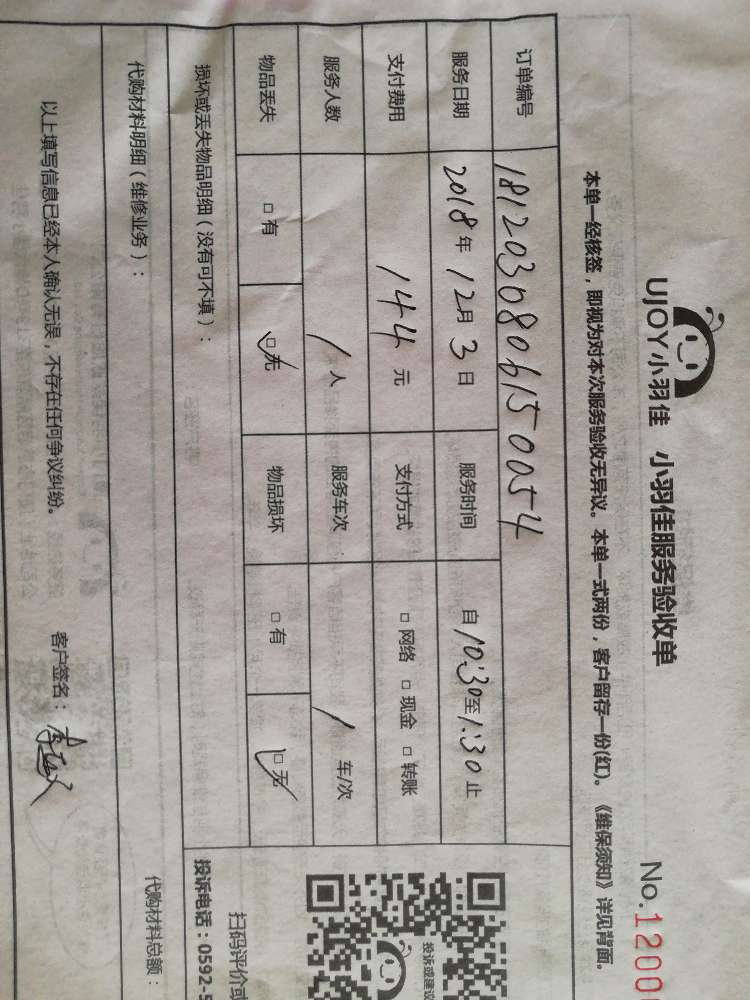 UJOY小羽佳 小羽佳服务验收单 No.1200
本单一经核签，即视为对本次服务验收无异议。本单一式两份，客户留存一份(红)。《维保须知》详见背面。
订单编号 1812030806150054
服务日期 2018年12月3日 服务时间 自10:30至1:30止
支付费用 144元 支付方式 □网络 □现金 □转账
服务人数 1人 服务车次 1车/次
物品丢失 □有 □无 物品损坏 □有 □无
损坏或丢失物品明细（没有可不填）：
代购材料明细（维修业务）： 代购材料总额：
以上填写信息已经本人确认无误，不存在任何争议纠纷。 客户签名：
投诉或建议
扫码评价或
投诉电话：0592-5